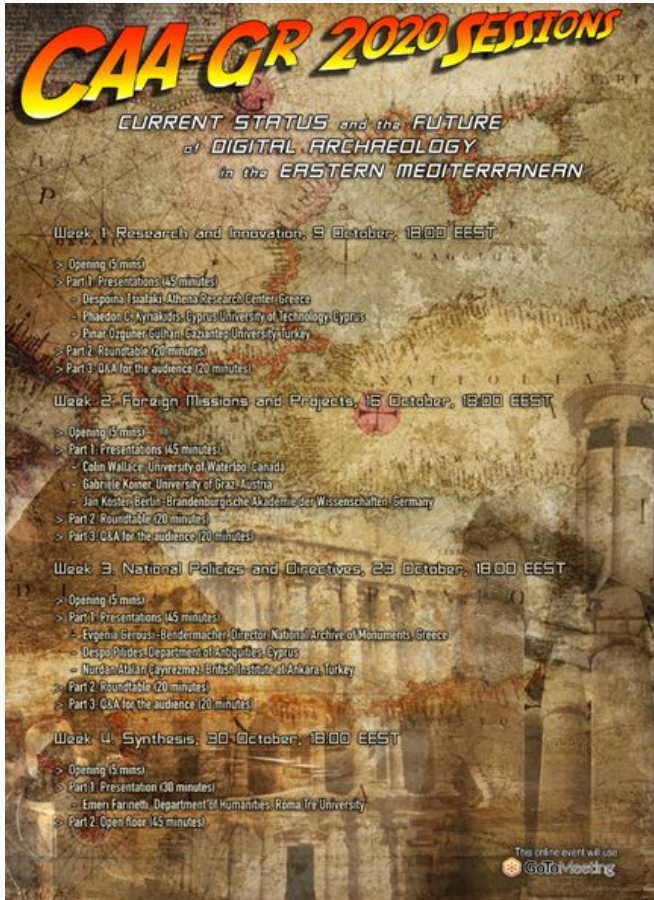 CAA-GR 2020 SESSIONS
CURRENT STATUS and the FUTURE
of DIGITAL ARCHAEOLOGY
in the EASTERN MEDITERRANEAN
Week 1. Research and Innovation, 9 October, 18:00 EEST
> Opening (5 mins)
> Part 1: Presentations (45 minutes)
- Despoina Tsiafaki, Athena Research Center, Greece
- Phaedon C. Kyriakidis, Cyprus University of Technology, Cyprus
- Pınar Özgüner Gülhan, Gaziantep University, Turkey
> Part 2: Roundtable (20 minutes)
> Part 3: Q&A for the audience (20 minutes)
NATOLIA
Week 2. Foreign Missions and Projects, 16 October, 18:00 EEST
> Opening (5 mins)
> Part 1: Presentations (45 minutes)
- Colin Wallace, University of Waterloo, Canada
- Gabriele Koiner, University of Graz, Austria
- Jan Köster, Berlin-Brandenburgische Akademie der Wissenschaften, Germany
> Part 2: Roundtable (20 minutes)
> Part 3: Q&A for the audience (20 minutes)
Week 3. National Policies and Directives, 23 October, 18:00 EEST
> Opening (5 mins)
> Part 1: Presentations (45 minutes)
- Evgenia Gerousi-Bendermacher, Director National Archive of Monuments, Greece
- Despo Pilides, Department of Antiquities, Cyprus
- Nurdan Atalan Çayırezmez, British Institute at Ankara, Turkey
> Part 2: Roundtable (20 minutes)
> Part 3: Q&A for the audience (20 minutes)
Week 4. Synthesis, 30 October, 18:00 EEST
> Opening (5 mins)
> Part 1: Presentation (30 minutes)
- Emeri Farinetti, Department of Humanities, Roma Tre University
> Part 2: Open floor (45 minutes)
This online event will use
GoToMeeting